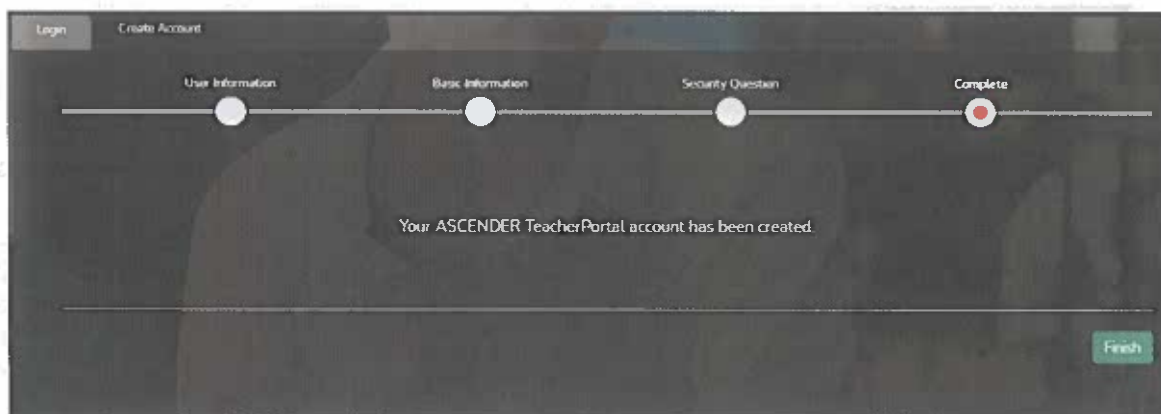 Login Create Account
User Information Basic Information Security Question Complete
Your ASCENDER TeacherPortal account has been created.
Finish